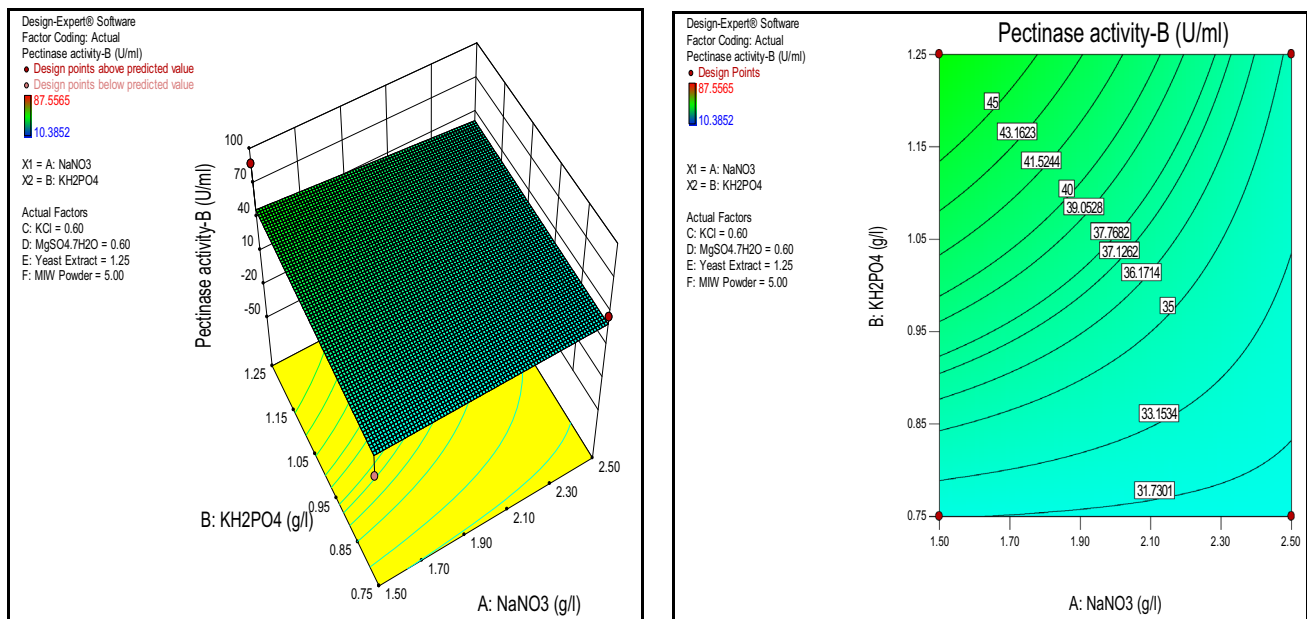 Design-Expert® Software
Factor Coding: Actual
Pectinase activity-B (U/ml)
Design points above predicted value
Design points below predicted value
87.5565
10.3852
X1 = A: NaNO3
X2 = B: KH2PO4
Actual Factors
C: KCl = 0.60
D: MgSO4.7H2O = 0.60
E: Yeast Extract = 1.25
F: MIW Powder = 5.00
Pectinase activity-B (U/ml)
100
70
40
10
-20
-50
1.25
1.15
1.05
0.95
0.85
0.75
B: KH2PO4 (g/l)
1.50
1.70
1.90
2.10
2.30
2.50
A: NaNO3 (g/l)
Design-Expert® Software
Factor Coding: Actual
Pectinase activity-B (U/ml)
Design Points
87.5565
10.3852
X1 = A: NaNO3
X2 = B: KH2PO4
Actual Factors
C: KCl = 0.60
D: MgSO4.7H2O = 0.60
E: Yeast Extract = 1.25
F: MIW Powder = 5.00
Pectinase activity-B (U/ml)
1.25
1.15
1.05
0.95
0.85
0.75
B: KH2PO4 (g/l)
45
43.1623
41.5244
40
39.0528
37.7682
37.1262
36.1714
35
33.1534
31.7301
1.50 1.70 1.90 2.10 2.30 2.50
A: NaNO3 (g/l)